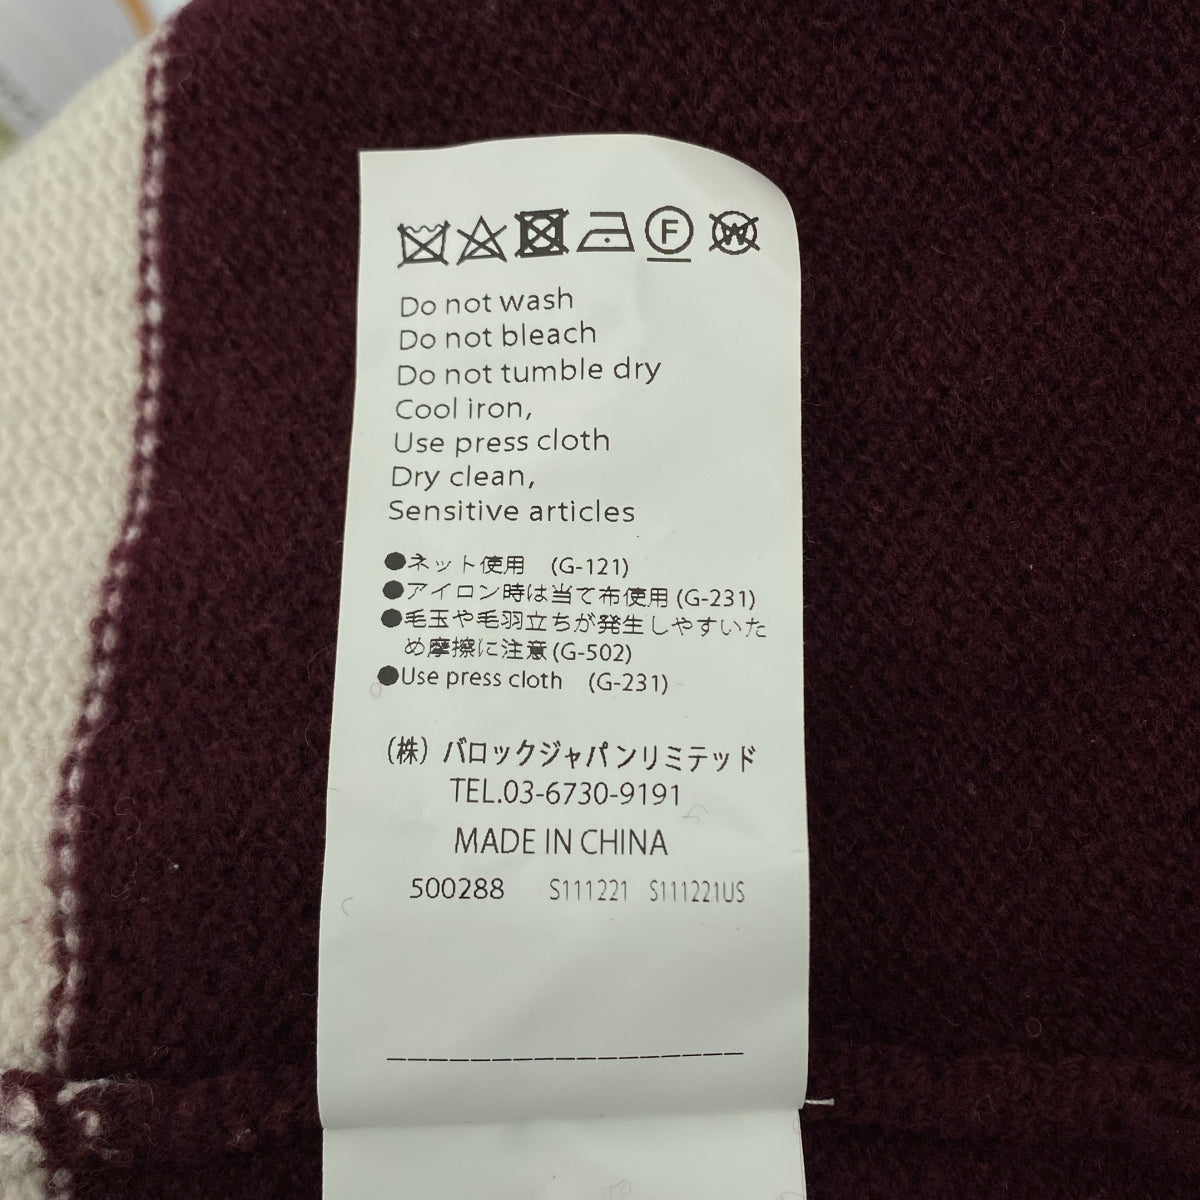 F W
Do not wash
Do not bleach
Do not tumble dry
Cool iron,
Use press cloth
Dry clean,
Sensitive articles
●ネット使用 (G-121)
●アイロン時は当て布使用 (G-231)
●毛玉や毛羽立ちが発生しやすいた
め摩擦に注意 (G-502)
●Use press cloth (G-231)
(株) バロックジャパンリミテッド
TEL.03-6730-9191
MADE IN CHINA
500288 S111221 S111221US